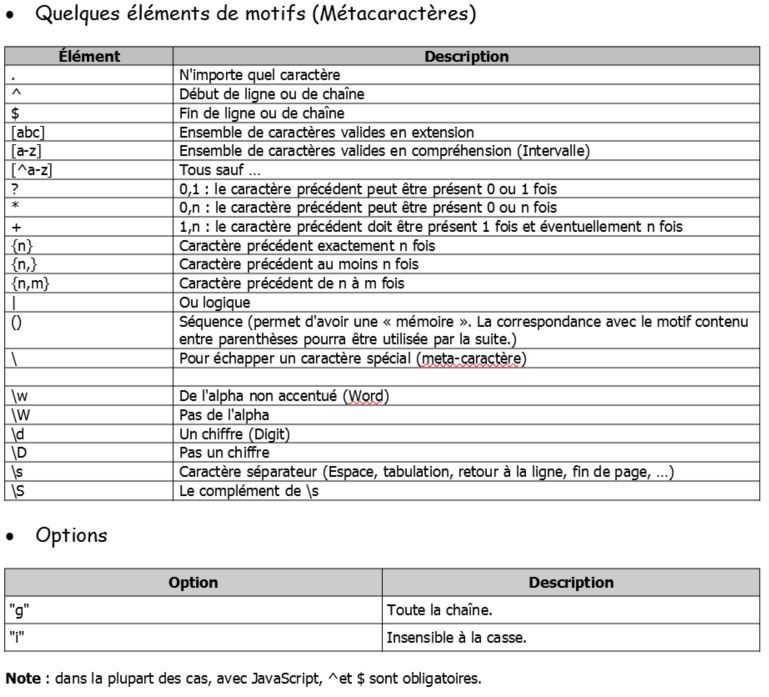 • Quelques éléments de motifs (Métacaractères)
Élément Description
. N'importe quel caractère
^ Début de ligne ou de chaîne
$ Fin de ligne ou de chaîne
[abc] Ensemble de caractères valides en extension
[a-z] Ensemble de caractères valides en compréhension (Intervalle)
[^a-z] Tous sauf ...
? 0,1 : le caractère précédent peut être présent 0 ou 1 fois
* 0,n : le caractère précédent peut être présent 0 ou n fois
+ 1,n : le caractère précédent doit être présent 1 fois et éventuellement n fois
{n} Caractère précédent exactement n fois
{n,} Caractère précédent au moins n fois
{n,m} Caractère précédent de n à m fois
| Ou logique
() Séquence (permet d'avoir une « mémoire ». La correspondance avec le motif contenu
entre parenthèses pourra être utilisée par la suite.)
\ Pour échapper un caractère spécial (meta-caractère)
\w De l'alpha non accentué (Word)
\W Pas de l'alpha
\d Un chiffre (Digit)
\D Pas un chiffre
\s Caractère séparateur (Espace, tabulation, retour à la ligne, fin de page, ...)
\S Le complément de \s
• Options
Option Description
"g" Toute la chaîne.
"i" Insensible à la casse.
Note : dans la plupart des cas, avec JavaScript, ^et $ sont obligatoires.